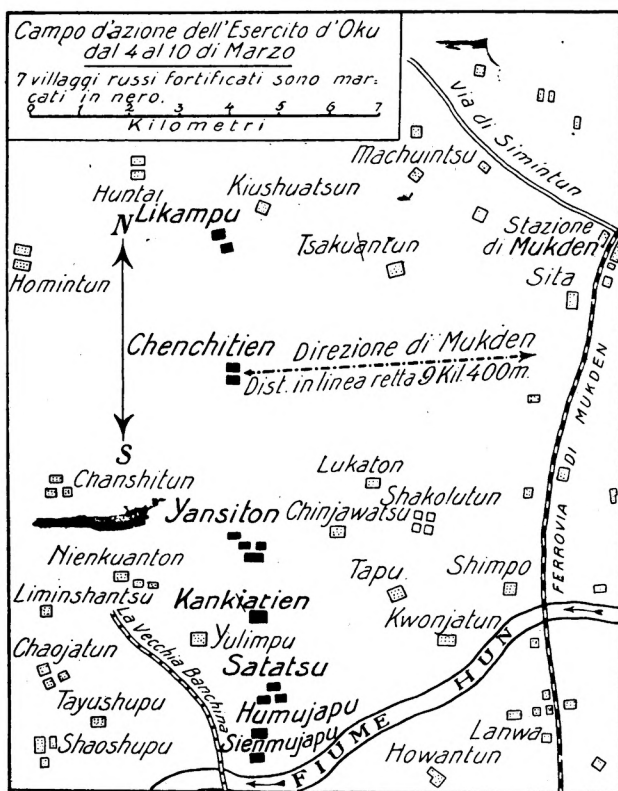 Campo d'azione dell'Esercito d'Oku
dal 4 al 10 di Marzo
7 villaggi russi fortificati sono mar=
cati in nero.
0 1 2 3 4 5 6 7
Kilometri
Via di Simintun
Machuintsu
Huntai
Kiushuatsun
N
Likampu
Stazione
di Mukden
Tsakuantun
Homintun
Sita
Chenchitien
Direzione di Mukden
Dist. in linea retta 9 Kil. 400 m.
S
FERROVIA DI MUKDEN
Chanshitun
Lukaton
Shakolutun
Yansiton
Chinjawatsu
Nienkuanton
Tapu
Shimpo
Liminshantsu
Kankiatien
La Vecchia Banchina
Yulimpu
Kwonjatun
Chaojatun
Satatsu
Tayushupu
Humujapu
Lanwa
Shaoshupu
Sienmujapu
FIUME HUN
Howantun